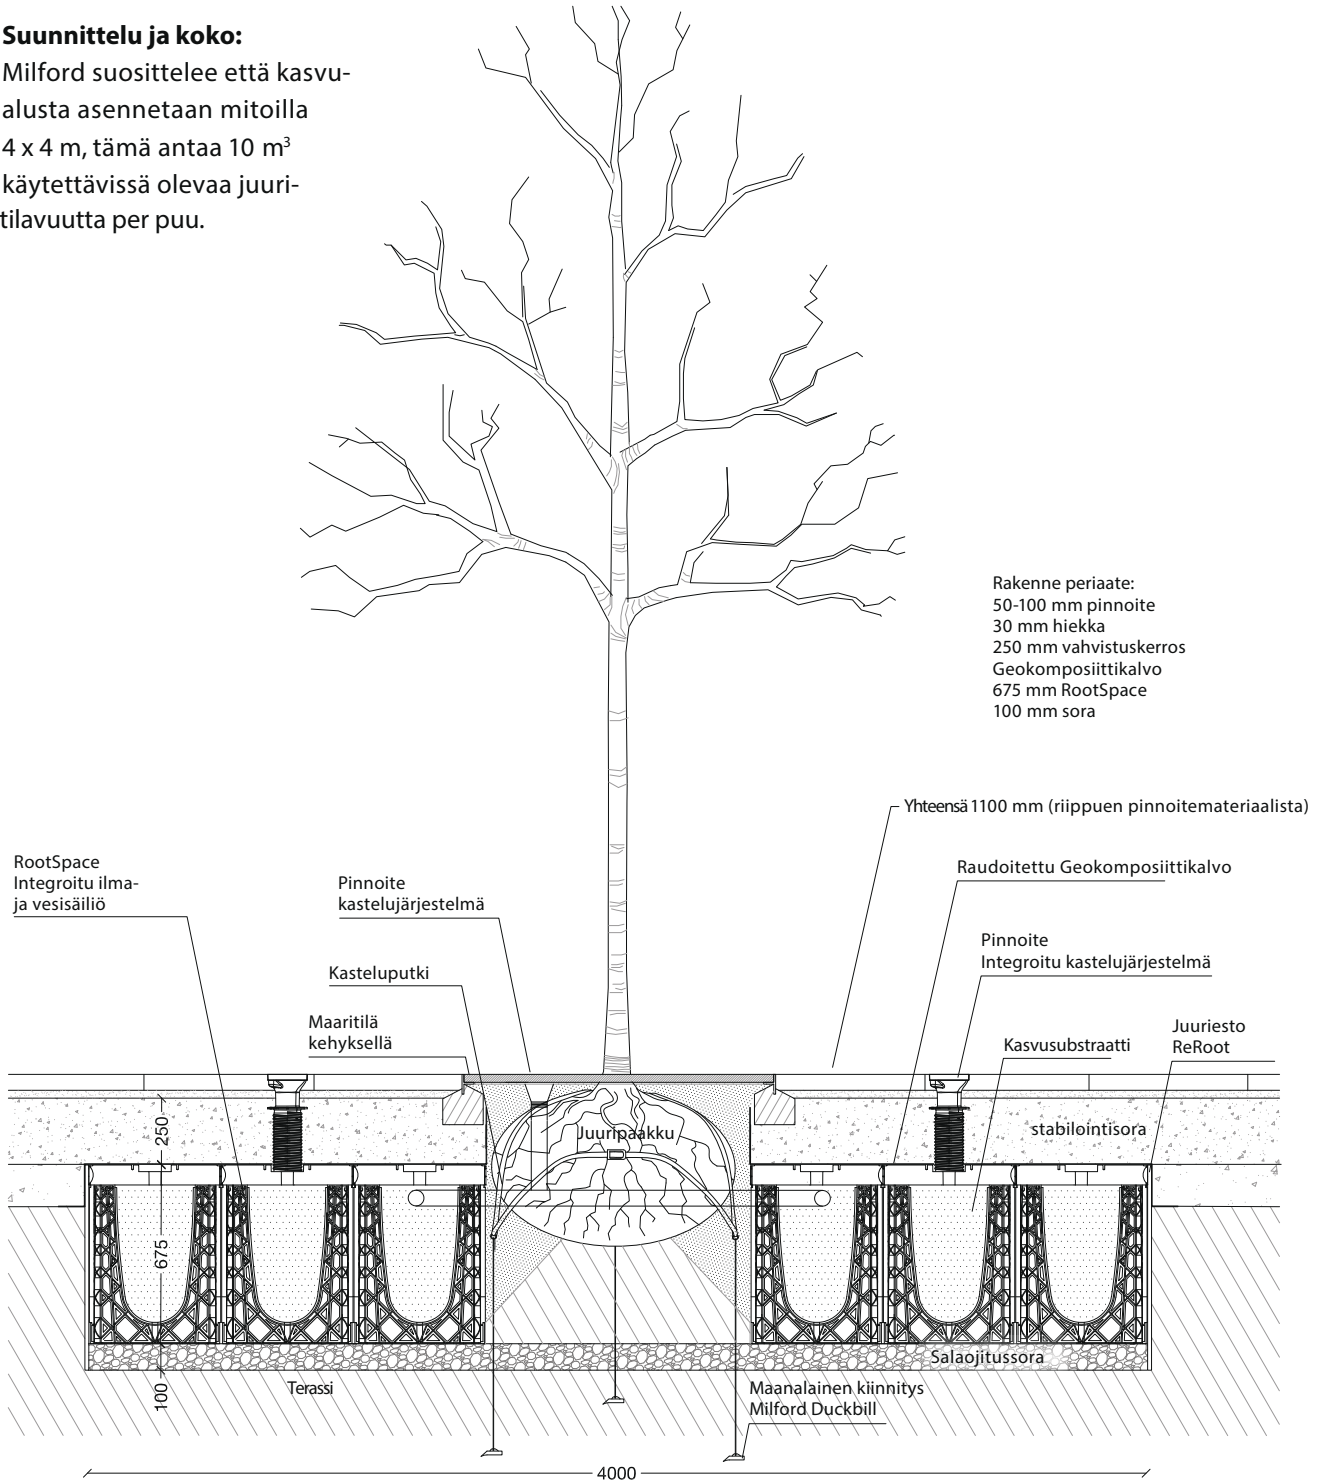 Suunnittelu ja koko:
Milford suosittelee että kasvu-
alusta asennetaan mitoilla
4 x 4 m, tämä antaa 10 m³
käytettävissä olevaa juuri-
tilavuutta per puu.
Rakenne periaate:
50-100 mm pinnoite
30 mm hiekka
250 mm vahvistuskerros
Geokomposiittikalvo
675 mm RootSpace
100 mm sora
Yhteensä 1100 mm (riippuen pinnoitemateriaalista)
RootSpace
Integroitu ilma-
ja vesisäiliö
Pinnoite
kastelujärjestelmä
Raudoitettu Geokomposiittikalvo
Pinnoite
Integroitu kastelujärjestelmä
Kasteluputki
Maaritilä
kehyksellä
Kasvusubstraatti
Juuriesto
ReRoot
250
Juuripaakku
stabilointisora
675
Salaojitussora
100
Terassi
Maanalainen kiinnitys
Milford Duckbill
4000